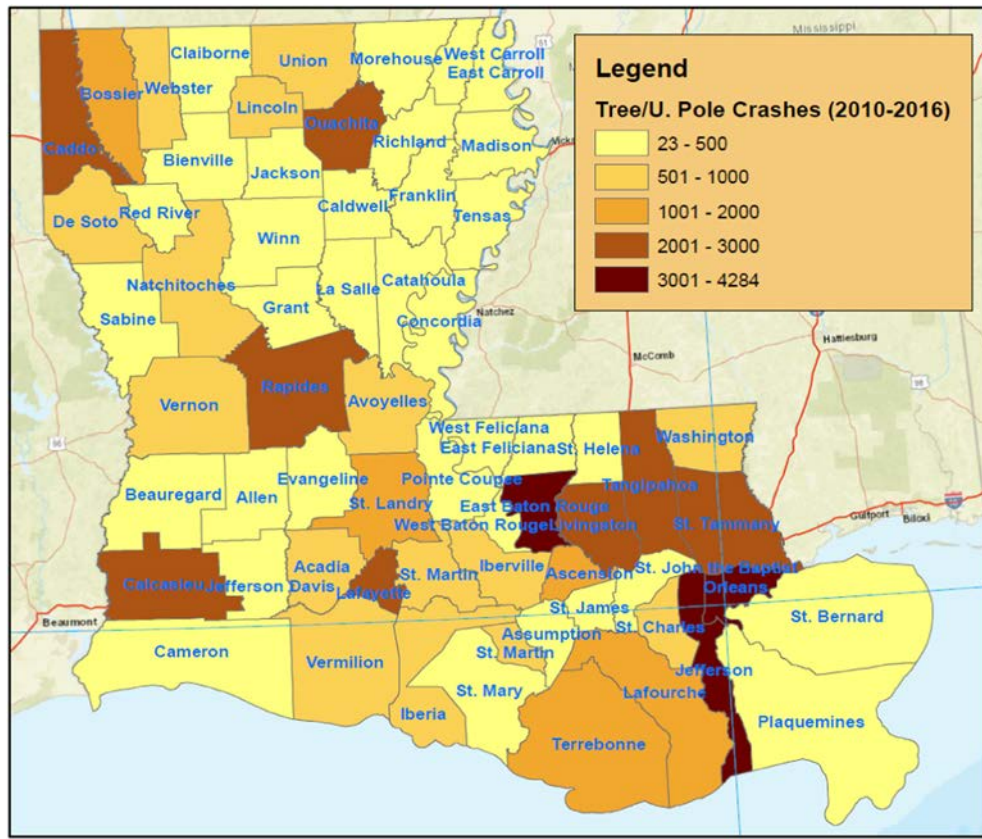 Mississippi
Legend
Tree/U. Pole Crashes (2010-2016)
23 - 500
501 - 1000
1001 - 2000
2001 - 3000
3001 - 4284
Claiborne
Union
Morehouse
West Carroll
East Carroll
Bossier
Webster
Lincoln
Ouachita
Caddo
Richland
Madison
Bienville
Jackson
Franklin
Caldwell
Tensas
De Soto
Red River
Winn
Natchitoches
La Salle
Catahoula
Sabine
Grant
Concordia
Natchez
Hattiesburg
McComb
98
96
Rapides
Vernon
Avoyelles
West Feliciana
East Feliciana
St. Helena
Washington
Evangeline
Pointe Coupee
Beauregard
Allen
St. Landry
East Baton Rouge
Tangipahoa
West Baton Rouge
Livingston
St. Tammany
Gulfport
Biloxi
Calcasieu
Jefferson Davis
Acadia
Lafayette
St. Martin
Iberville
Ascension
St. John the Baptist
Orleans
Beaumont
St. James
St. Charles
St. Bernard
Assumption
Cameron
Vermilion
St. Martin
Jefferson
St. Mary
Lafourche
Iberia
Plaquemines
Terrebonne